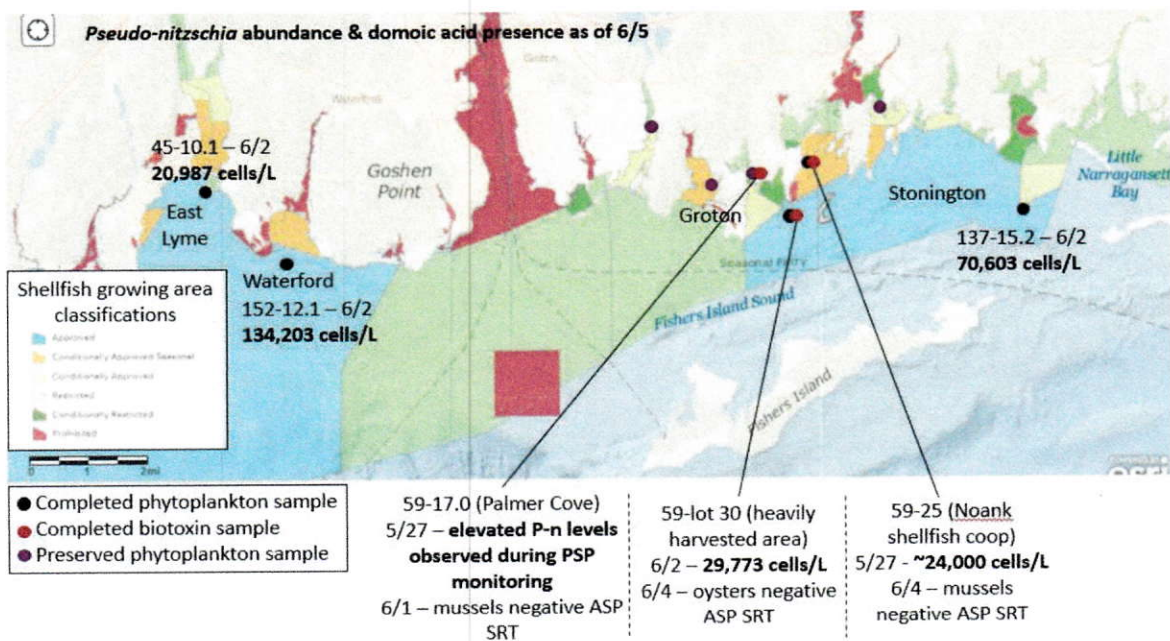 Pseudo-nitzschia abundance & domoic acid presence as of 6/5
Groton
Waterford
45-10.1 – 6/2
20,987 cells/L
East
Lyme
Goshen
Point
Waterford
152-12.1 – 6/2
134,203 cells/L
Groton
Stonington
Little
Narragansett
Bay
137-15.2 – 6/2
70,603 cells/L
Seasonal Ferry
Fishers Island Sound
Fishers Island
Shellfish growing area
classifications
Approved
Conditionally Approved Seasonal
Conditionally Approved
Restricted
Conditionally Restricted
Prohibited
0 1 2mi
Completed phytoplankton sample
Completed biotoxin sample
Preserved phytoplankton sample
59-17.0 (Palmer Cove)
5/27 – elevated P-n levels
observed during PSP
monitoring
6/1 – mussels negative ASP
SRT
59-lot 30 (heavily
harvested area)
6/2 – 29,773 cells/L
6/4 – oysters negative
ASP SRT
59-25 (Noank
shellfish coop)
5/27 - ~24,000 cells/L
6/4 – mussels
negative ASP SRT